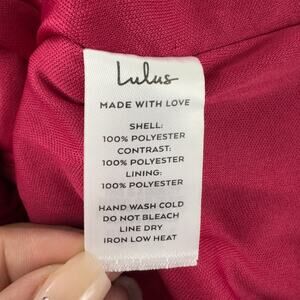 Lulus
MADE WITH LOVE
SHELL:
100% POLYESTER
CONTRAST:
100% POLYESTER
LINING:
100% POLYESTER
HAND WASH COLD
DO NOT BLEACH
LINE DRY
IRON LOW HEAT